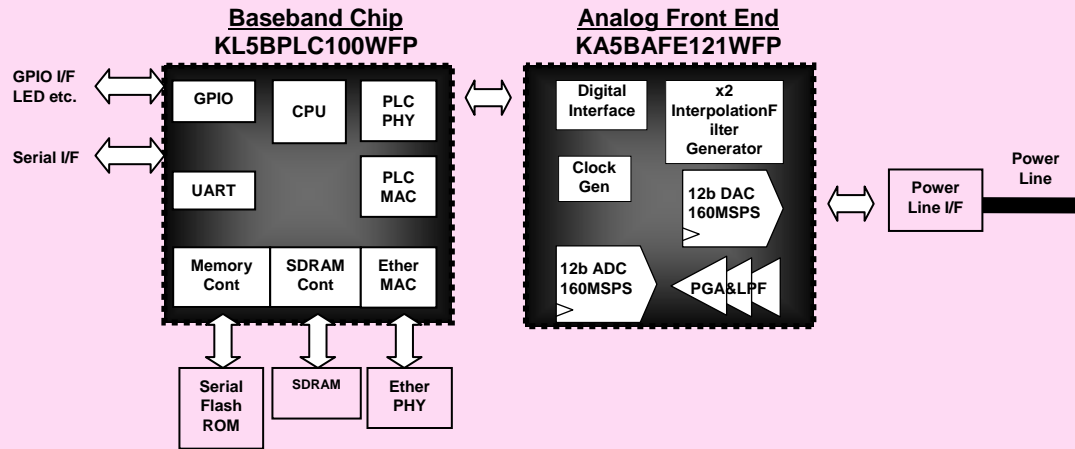 Baseband Chip
KL5BPLC100WFP
Analog Front End
KA5BAFE121WFP
GPIO I/F
LED etc.
Serial I/F
GPIO
CPU
PLC
PHY
UART
PLC
MAC
Memory
Cont
SDRAM
Cont
Ether
MAC
Serial
Flash
ROM
SDRAM
Ether
PHY
Digital
Interface
x2
InterpolationF
ilter
Generator
Clock
Gen
12b DAC
160MSPS
12b ADC
160MSPS
PGA&LPF
Power
Line I/F
Power
Line